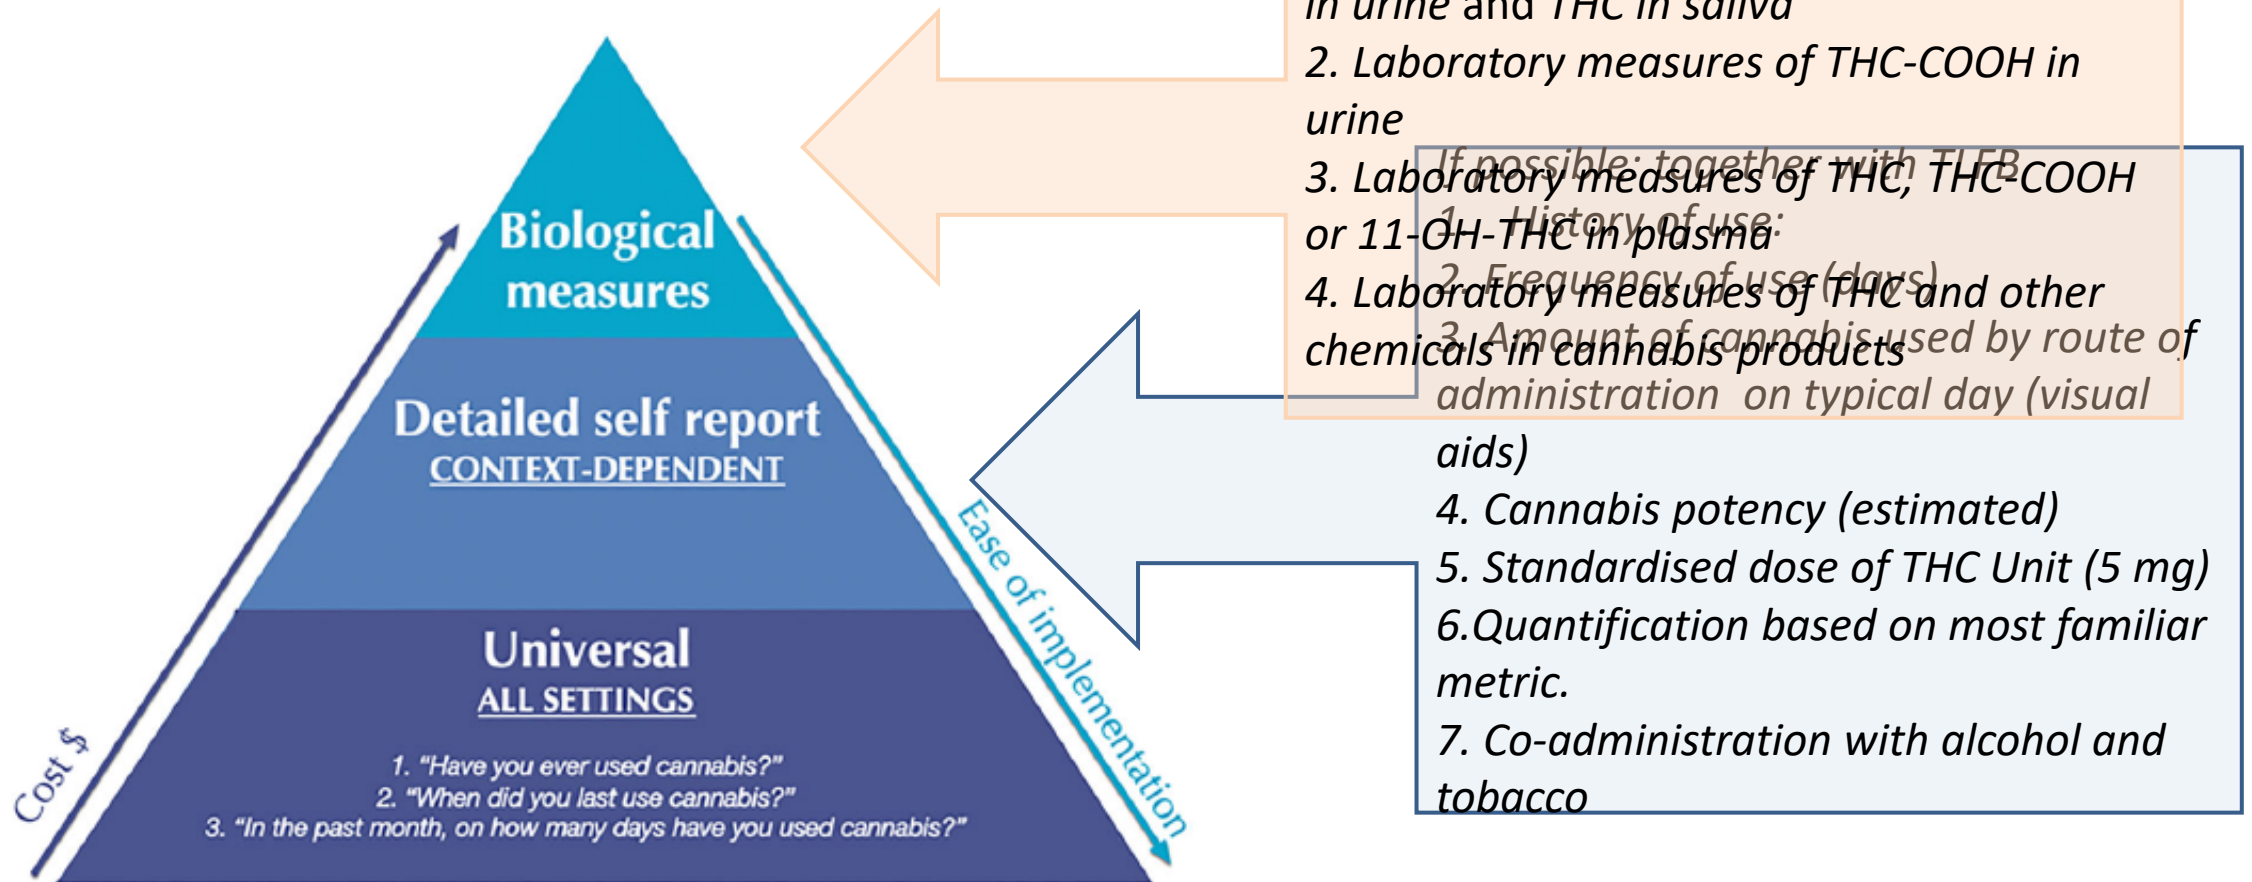 in urine and THC in saliva
2. Laboratory measures of THC-COOH in
urine
3. Laboratory measures of THC, THC-COOH
or 11-OH-THC in plasma
4. Laboratory measures of THC and other
chemicals in cannabis products
If possible: together with TLFB
1. History of use:
2. Frequency of use (days)
3. Amount of cannabis used by route of
administration on typical day (visual
aids)
4. Cannabis potency (estimated)
5. Standardised dose of THC Unit (5 mg)
6.Quantification based on most familiar
metric.
7. Co-administration with alcohol and
tobacco
Biological
measures
Detailed self report
CONTEXT-DEPENDENT
Universal
ALL SETTINGS
1. “Have you ever used cannabis?”
2. “When did you last use cannabis?”
3. “In the past month, on how many days have you used cannabis?”
Cost $
Ease of implementation